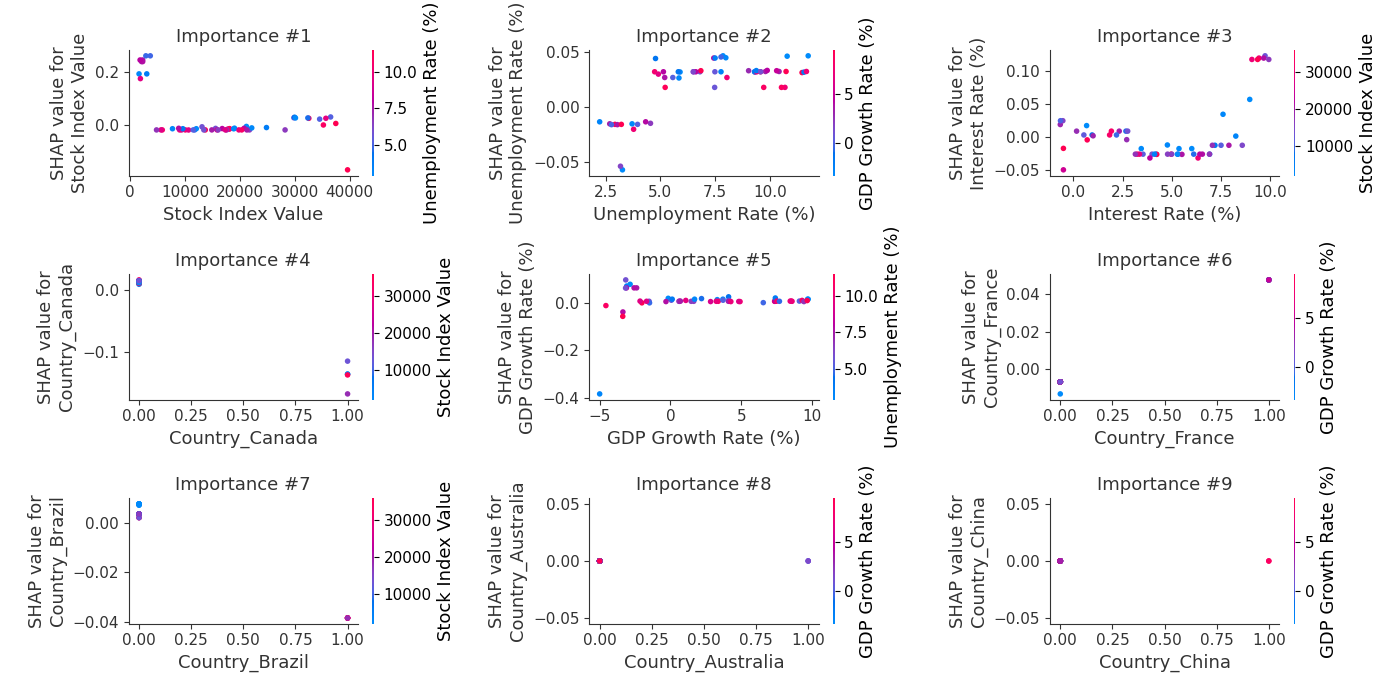 Importance #1
SHAP value for
Stock Index Value
0.2
0.0
0 10000 20000 30000 40000
Stock Index Value
10.0
7.5
5.0
Unemployment Rate (%)
Importance #2
SHAP value for
Unemployment Rate (%)
0.05
0.00
−0.05
2.5 5.0 7.5 10.0
Unemployment Rate (%)
5
0
GDP Growth Rate (%)
Importance #3
SHAP value for
Interest Rate (%)
0.10
0.05
0.00
−0.05
0.0 2.5 5.0 7.5 10.0
Interest Rate (%)
30000
20000
10000
Stock Index Value
Importance #4
SHAP value for
Country_Canada
0.0
−0.1
0.00 0.25 0.50 0.75 1.00
Country_Canada
30000
20000
10000
Stock Index Value
Importance #5
SHAP value for
GDP Growth Rate (%)
0.0
−0.2
−0.4
−5 0 5 10
GDP Growth Rate (%)
10.0
7.5
5.0
Unemployment Rate (%)
Importance #6
SHAP value for
Country_France
0.04
0.02
0.00
0.00 0.25 0.50 0.75 1.00
Country_France
5
0
GDP Growth Rate (%)
Importance #7
SHAP value for
Country_Brazil
0.00
−0.02
−0.04
0.00 0.25 0.50 0.75 1.00
Country_Brazil
30000
20000
10000
Stock Index Value
Importance #8
SHAP value for
Country_Australia
0.05
0.00
−0.05
0.00 0.25 0.50 0.75 1.00
Country_Australia
5
0
GDP Growth Rate (%)
Importance #9
SHAP value for
Country_China
0.05
0.00
−0.05
0.00 0.25 0.50 0.75 1.00
Country_China
5
0
GDP Growth Rate (%)